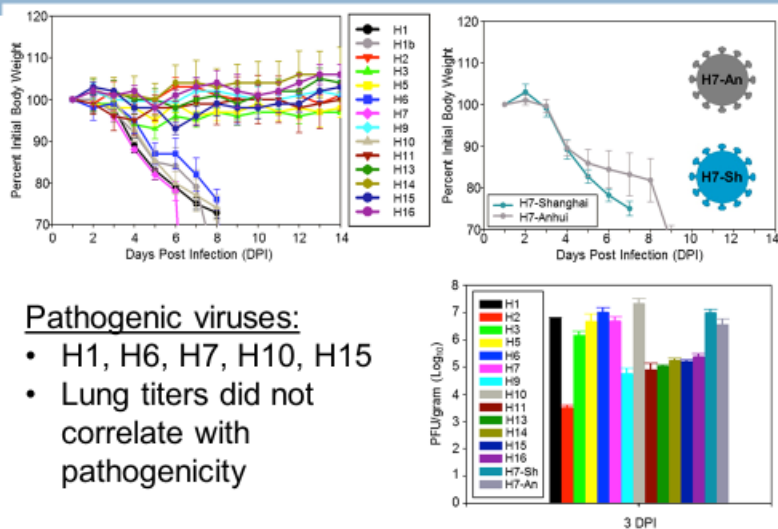 120
110
100
90
80
70
Percent Initial Body Weight
0 2 4 6 8 10 12 14
Days Post Infection (DPI)
H1
H1b
H2
H3
H5
H6
H7
H9
H10
H11
H13
H14
H15
H16
120
110
100
90
80
70
Percent Initial Body Weight
H7-An
H7-Sh
H7-Shanghai
H7-Anhui
0 2 4 6 8 10 12 14
Days Post Infection (DPI)
Pathogenic viruses:
• H1, H6, H7, H10, H15
• Lung titers did not
correlate with
pathogenicity
8
7
6
5
4
3
2
1
0
PFU/gram (Log10)
H1
H2
H3
H5
H6
H7
H9
H10
H11
H13
H14
H15
H16
H7-Sh
H7-An
3 DPI